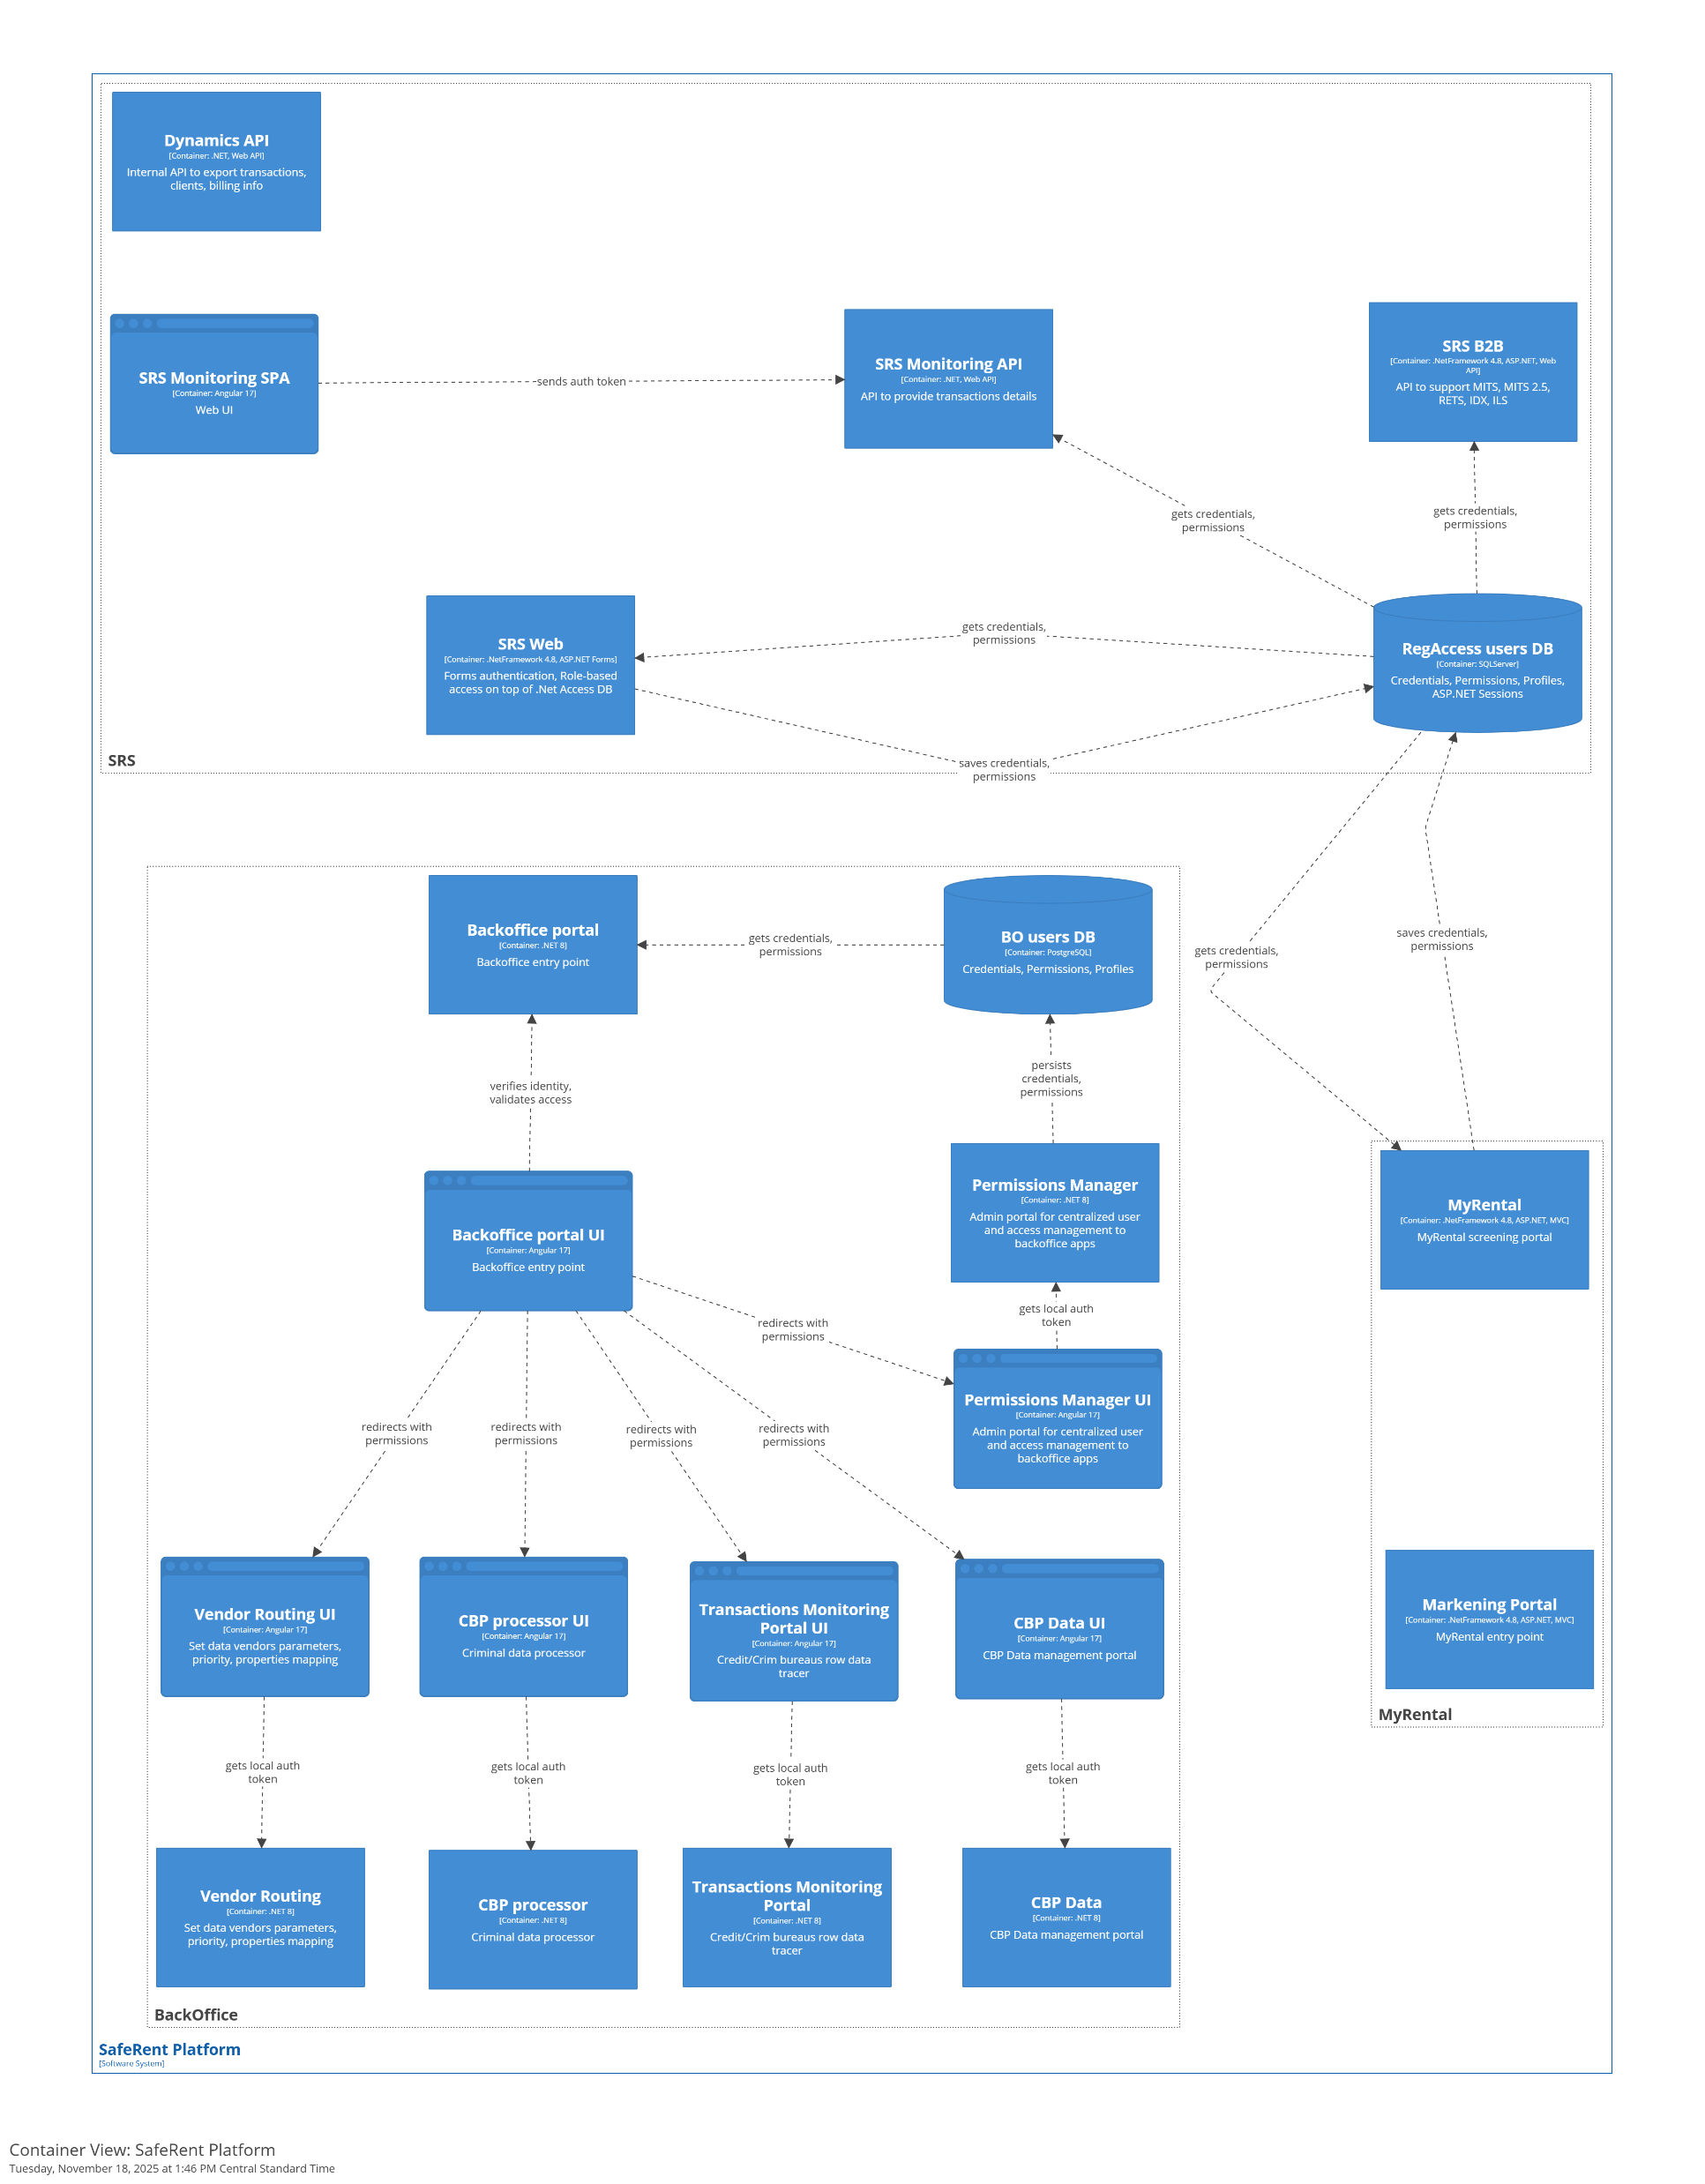 Dynamics API
[Container: .NET, Web API]
Internal API to export transactions,
clients, billing info
SRS Monitoring SPA
[Container: Angular 17]
Web UI
sends auth token
SRS Monitoring API
[Container: .NET, Web API]
API to provide transactions details
SRS B2B
[Container: .NetFramework 4.8, ASP.NET, Web
API]
API to support MITS, MITS 2.5,
RETS, IDX, ILS
gets credentials,
permissions
gets credentials,
permissions
SRS Web
[Container: .NetFramework 4.8, ASP.NET Forms]
Forms authentication, Role-based
access on top of .Net Access DB
gets credentials,
permissions
RegAccess users DB
[Container: SQLServer]
Credentials, Permissions, Profiles,
ASP.NET Sessions
saves credentials,
permissions
SRS
Backoffice portal
[Container: .NET 8]
Backoffice entry point
gets credentials,
permissions
BO users DB
[Container: PostgreSQL]
Credentials, Permissions, Profiles
gets credentials,
permissions
saves credentials,
permissions
verifies identity,
validates access
persists
credentials,
permissions
Backoffice portal UI
[Container: Angular 17]
Backoffice entry point
Permissions Manager
[Container: .NET 8]
Admin portal for centralized user
and access management to
backoffice apps
MyRental
[Container: .NetFramework 4.8, ASP.NET, MVC]
MyRental screening portal
redirects with
permissions
gets local auth
token
Permissions Manager UI
[Container: Angular 17]
Admin portal for centralized user
and access management to
backoffice apps
redirects with
permissions
redirects with
permissions
redirects with
permissions
redirects with
permissions
Vendor Routing UI
[Container: Angular 17]
Set data vendors parameters,
priority, properties mapping
CBP processor UI
[Container: Angular 17]
Criminal data processor
Transactions Monitoring
Portal UI
[Container: Angular 17]
Credit/Crim bureaus row data
tracer
CBP Data UI
[Container: Angular 17]
CBP Data management portal
Markening Portal
[Container: .NetFramework 4.8, ASP.NET, MVC]
MyRental entry point
MyRental
gets local auth
token
gets local auth
token
gets local auth
token
gets local auth
token
Vendor Routing
[Container: .NET 8]
Set data vendors parameters,
priority, properties mapping
CBP processor
[Container: .NET 8]
Criminal data processor
Transactions Monitoring
Portal
[Container: .NET 8]
Credit/Crim bureaus row data
tracer
CBP Data
[Container: .NET 8]
CBP Data management portal
BackOffice
SafeRent Platform
[Software System]
Container View: SafeRent Platform
Tuesday, November 18, 2025 at 1:46 PM Central Standard Time